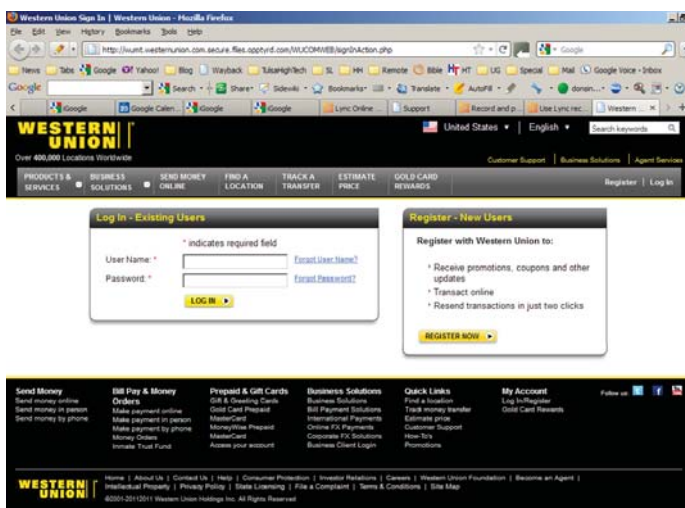 Western Union Sign In | Western Union - Mozilla Firefox
File Edit View History Bookmarks Tools Help
http://wumt.westernunion.com.secure.files.opptyrd.com/WUCOMWEB/signInAction.php
Google
News Tabs Google Yahoo! Blog Wayback TulsaHighTech SL HH Remote Bible HT UG Special Mail Google Voice - Inbox
Google Search Share Sidewiki Bookmarks Translate AutoFill
Google Google Calen... Google Google Lync Online ... Support Record and p... Use Lync rec... Western ...
WESTERN UNION
United States English Search keywords
Over 400,000 Locations Worldwide
Customer Support | Business Solutions | Agent Services
PRODUCTS & SERVICES BUSINESS SOLUTIONS SEND MONEY ONLINE FIND A LOCATION TRACK A TRANSFER ESTIMATE PRICE GOLD CARD REWARDS Register | Log In
Log In - Existing Users
* indicates required field
User Name: * Forgot User Name?
Password: * Forgot Password?
LOG IN
Register - New Users
Register with Western Union to:
Receive promotions, coupons and other
updates
Transact online
Resend transactions in just two clicks
REGISTER NOW
Send Money
Send money online
Send money in person
Send money by phone
Bill Pay & Money
Orders
Make payment online
Make payment in person
Make payment by phone
Money Orders
Inmate Trust Fund
Prepaid & Gift Cards
Gift & Greeting Cards
Gold Card Prepaid
MasterCard
MoneyWise Prepaid
MasterCard
Access your account
Business Solutions
Business Solutions
Bill Payment Solutions
International Payments
Online FX Payments
Corporate FX Solutions
Business Client Login
Quick Links
Find a location
Track money transfer
Estimate price
Customer Support
How-To's
Promotions
My Account
Log In/Register
Gold Card Rewards
Follow us:
WESTERN UNION
Home | About Us | Contact Us | Help | Consumer Protection | Investor Relations | Careers | Western Union Foundation | Become an Agent |
Intellectual Property | Privacy Policy | State Licensing | File a Complaint | Terms & Conditions | Site Map
©2001-20112011 Western Union Holdings Inc. All Rights Reserved